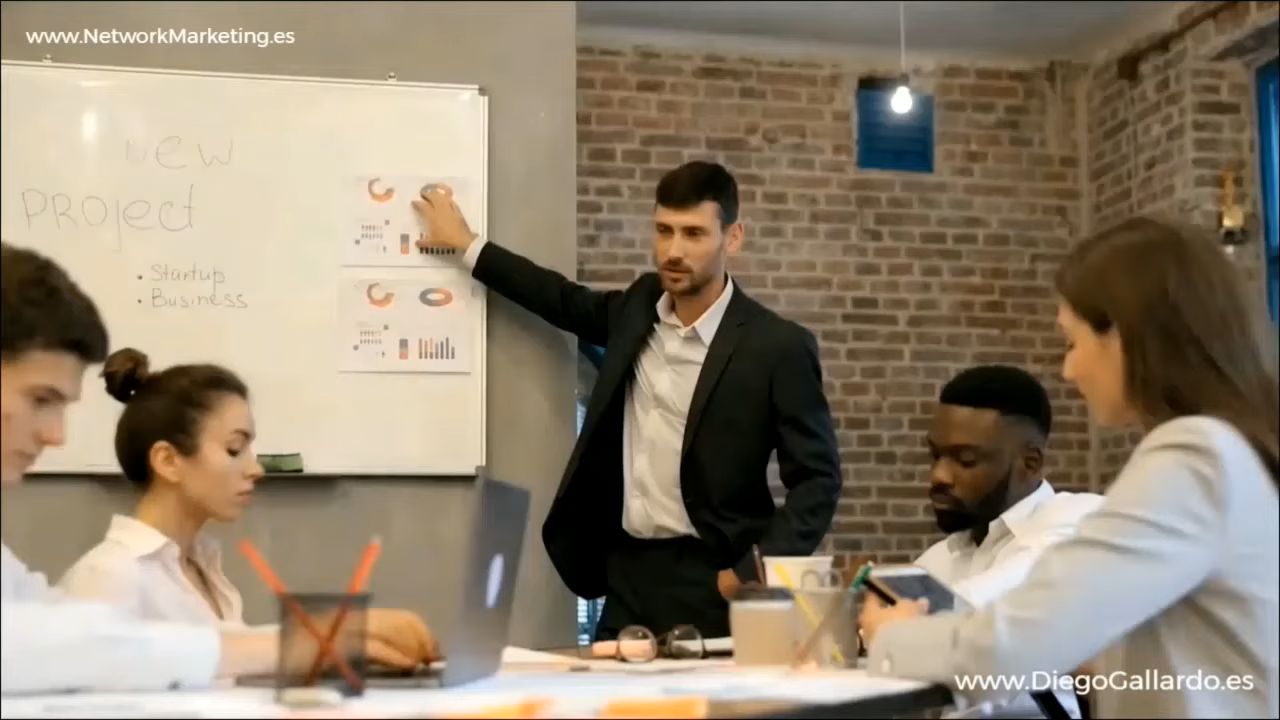 www.NetworkMarketing.es
New
PROject
• Startup
• Business
www.DiegoGallardo.es